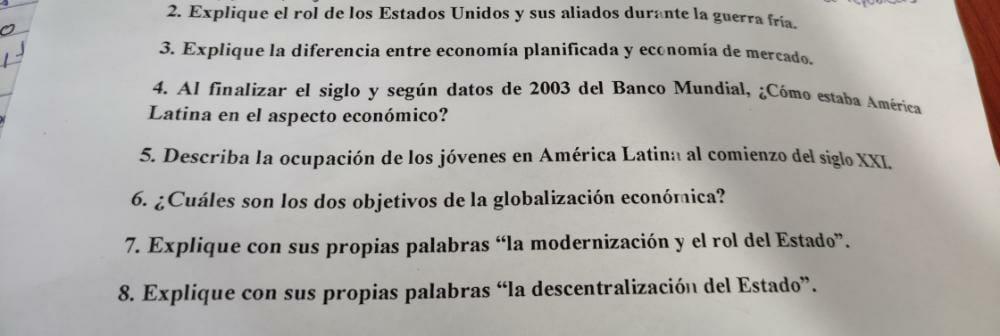 2. Explique el rol de los Estados Unidos y sus aliados durante la guerra fría.
3. Explique la diferencia entre economía planificada y economía de mercado.
4. Al finalizar el siglo y según datos de 2003 del Banco Mundial, ¿Cómo estaba América
Latina en el aspecto económico?
5. Describa la ocupación de los jóvenes en América Latina al comienzo del siglo XXI.
6. ¿Cuáles son los dos objetivos de la globalización económica?
7. Explique con sus propias palabras “la modernización y el rol del Estado”.
8. Explique con sus propias palabras “la descentralización del Estado”.